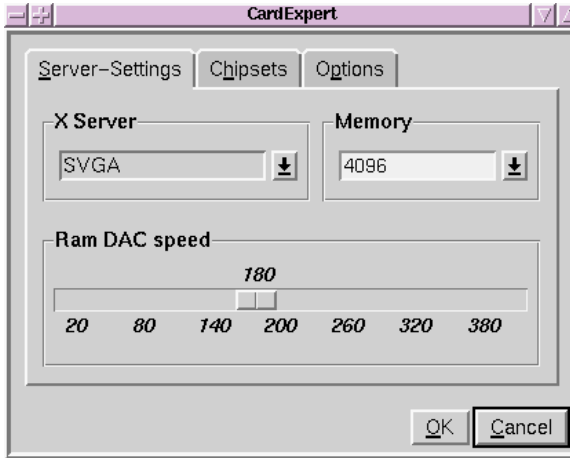 CardExpert
Server-Settings Chipsets Options
X Server Memory
SVGA 4096
Ram DAC speed
180
20 80 140 200 260 320 380
OK Cancel